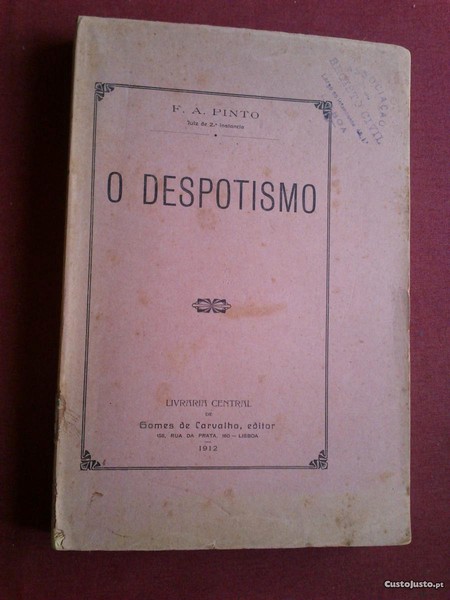 F. A. PINTO
Juiz de 2.ª instancia
O DESPOTISMO
LIVRARIA CENTRAL
DE
Gomes de Carvalho, editor
158, RUA DA PRATA, 160 — LISBOA
1912
CustoJusto.pt